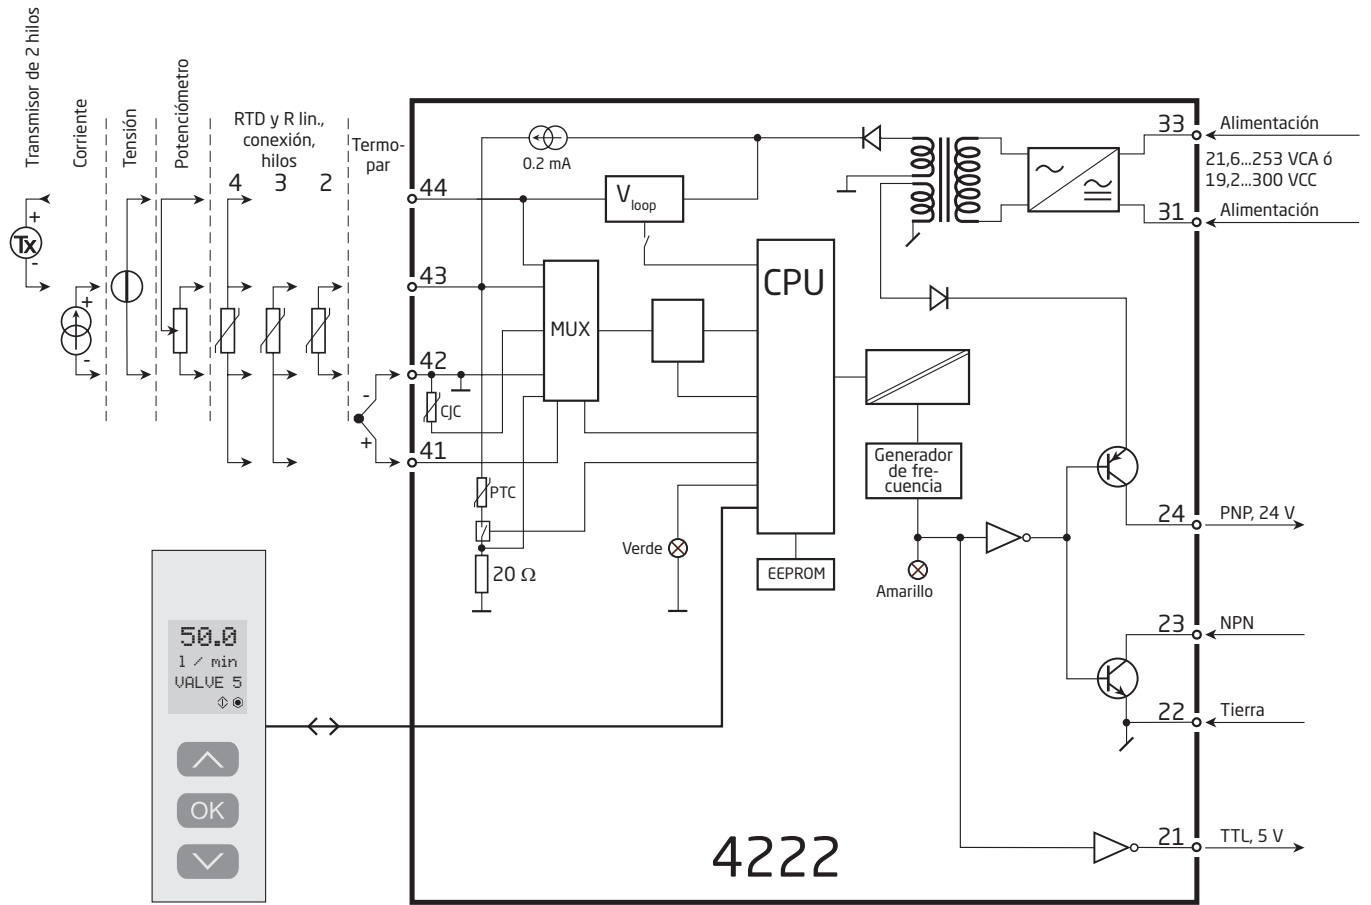 Transmisor de 2 hilos
Corriente
Tensión
Potenciómetro
RTD y R lin.,
conexión,
hilos
4 3 2
Termo-
par
+
Tx
-
+
-
-
+
44
43
42
41
0.2 mA
Vloop
MUX
CPU
CJC
PTC
20 Ω
Verde
EEPROM
Generador
de fre-
cuencia
Amarillo
33
Alimentación
21,6...253 VCA ó
19,2...300 VCC
31
Alimentación
24
PNP, 24 V
23
NPN
22
Tierra
21
TTL, 5 V
50.0
l / min
VALVE 5
OK
4222